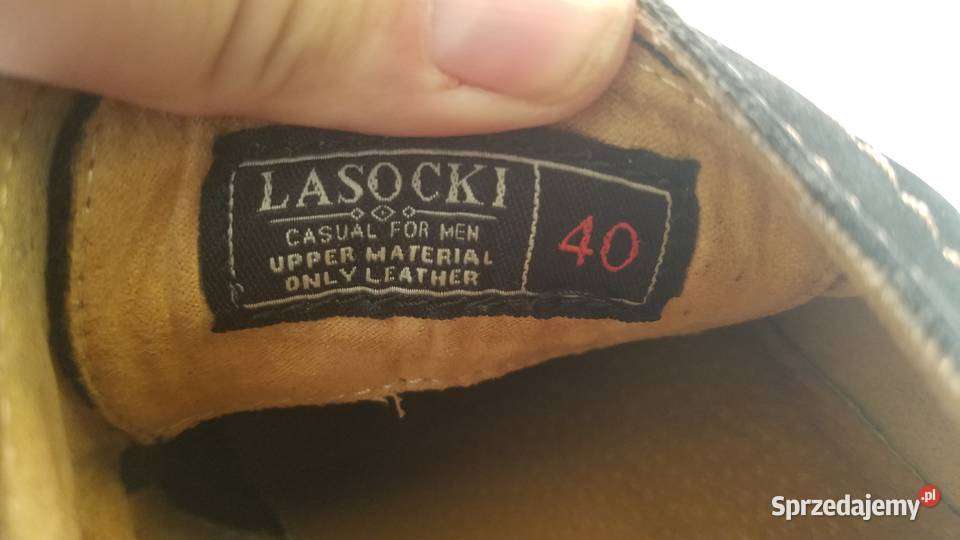 LASOCKI
CASUAL FOR MEN
UPPER MATERIAL
ONLY LEATHER
40
Sprzedajemy.pl